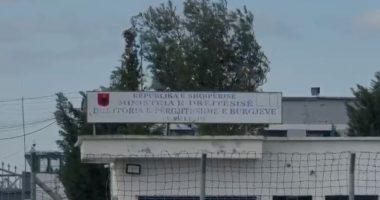 REPUBLIKA E SHQIPËRISË
MINISTRIA E DREJTËSISË
DREJTORIA E PËRGJITHSHME E BURGJEVE